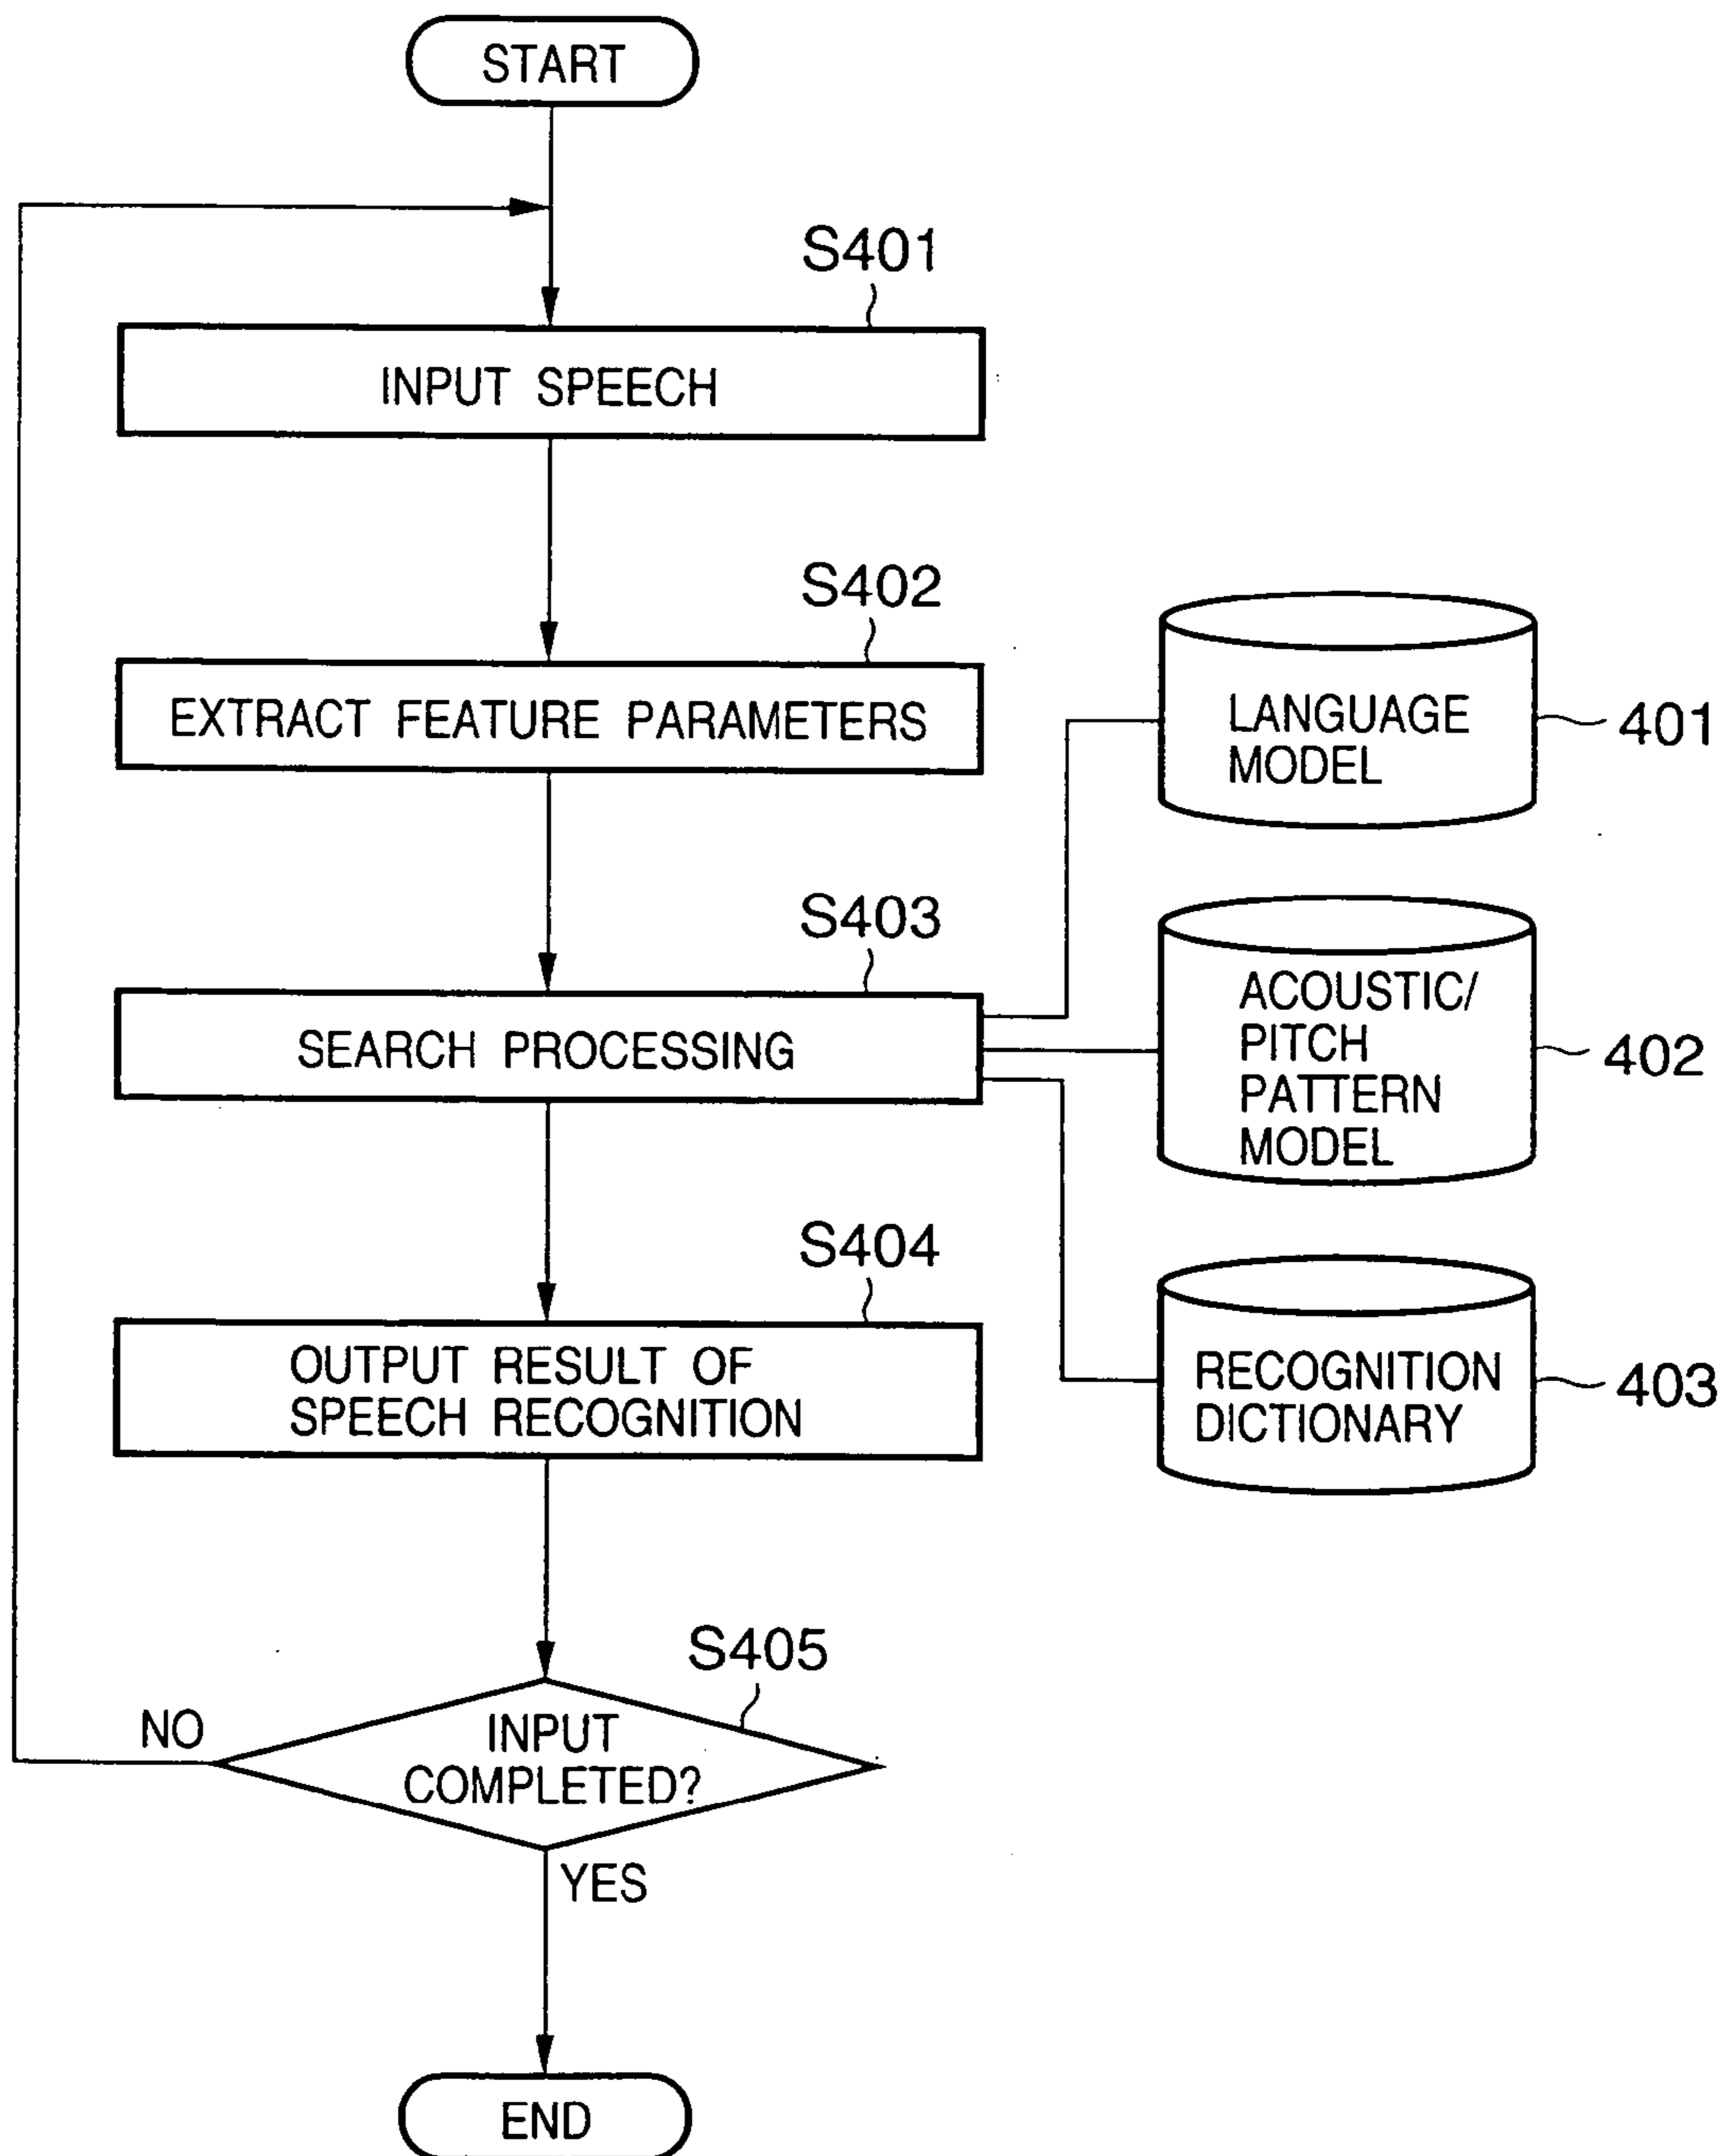 START
S401
INPUT SPEECH
S402
EXTRACT FEATURE PARAMETERS
LANGUAGE
MODEL
401
S403
SEARCH PROCESSING
ACOUSTIC/
PITCH
PATTERN
MODEL
402
S404
OUTPUT RESULT OF
SPEECH RECOGNITION
RECOGNITION
DICTIONARY
403
S405
NO
INPUT
COMPLETED?
YES
END